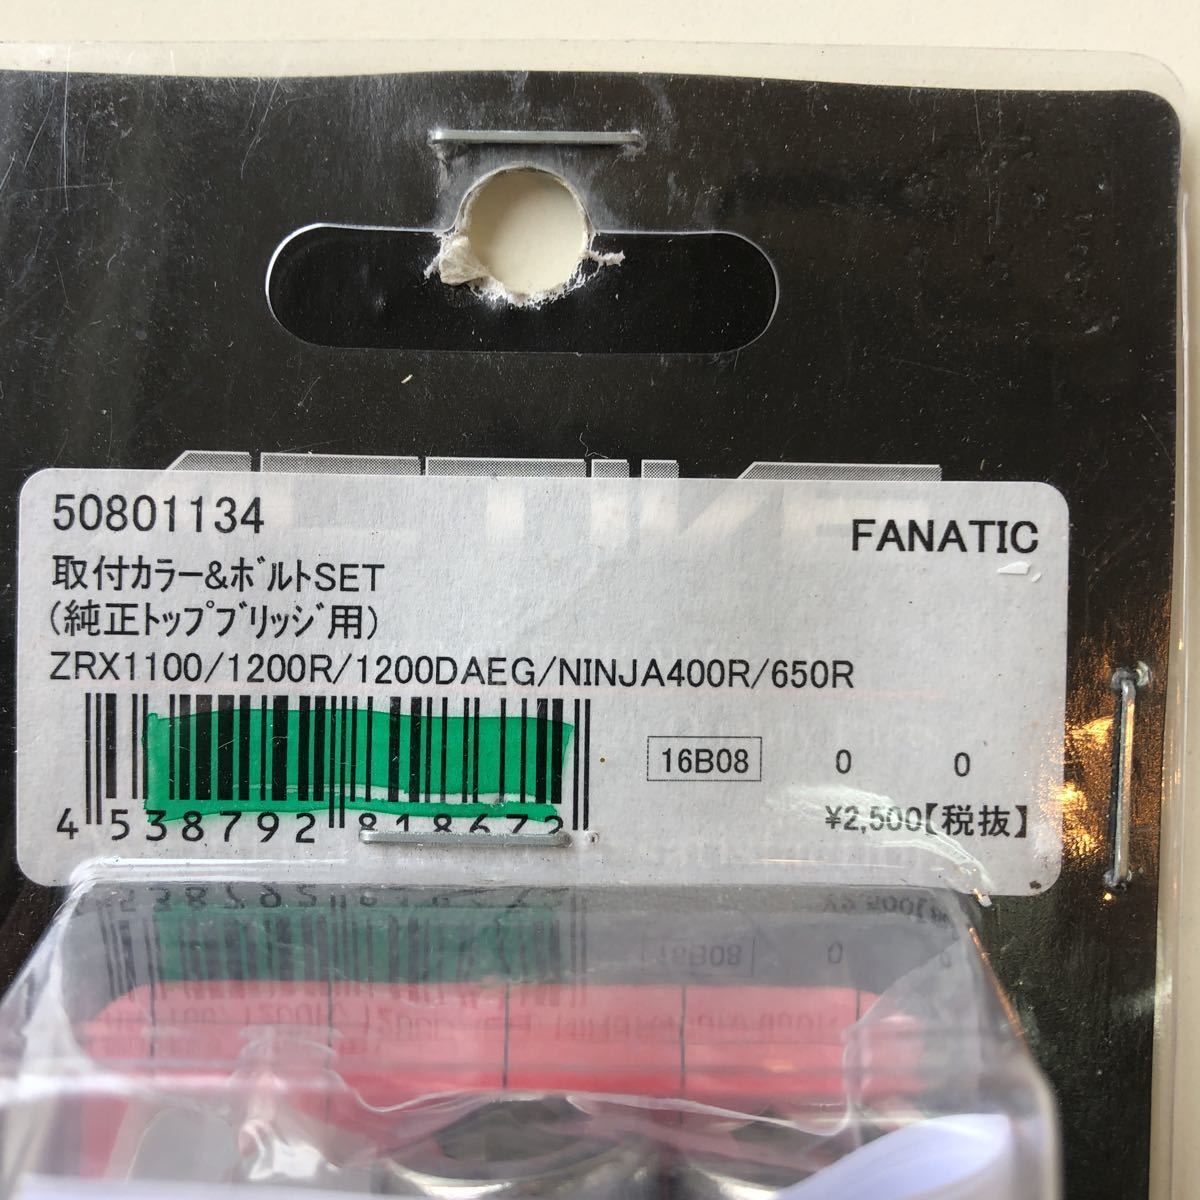 50801134
FANATIC
取付カラー&ボルトSET
(純正トップブリッジ用)
ZRX1100/1200R/1200DAEG/NINJA400R/650R
16B08 0 0
4 538792 818672
¥2,500【税抜】